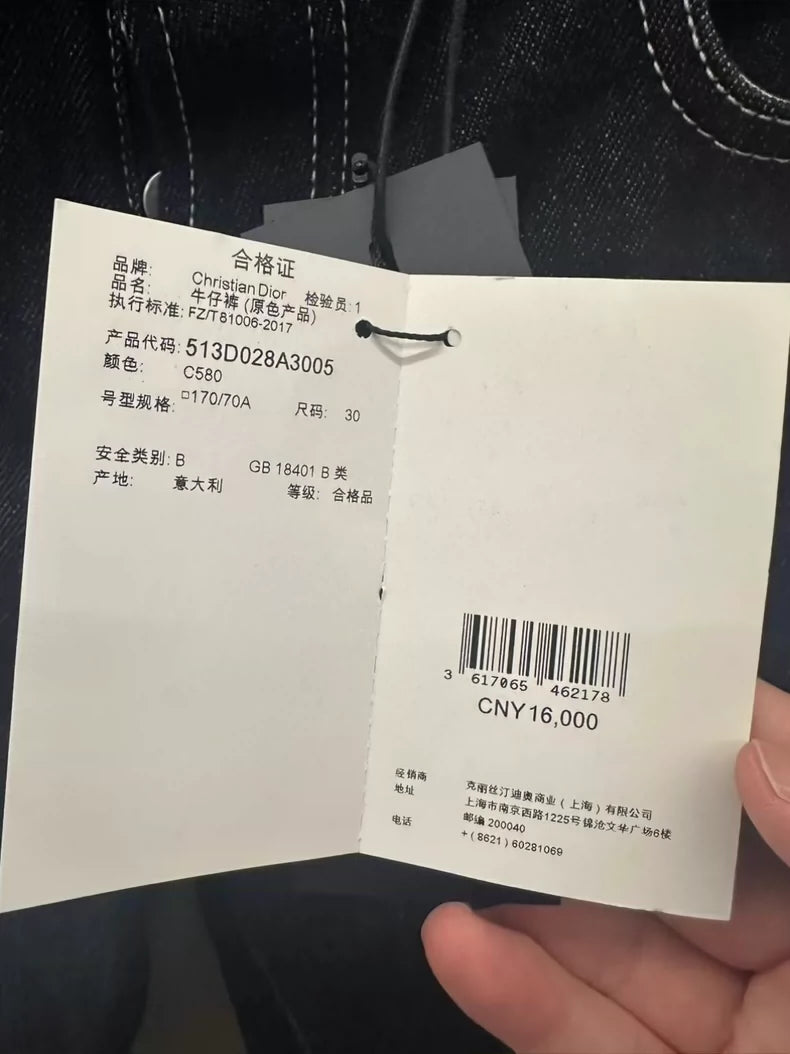 合格证
品牌: Christian Dior 检验员: 1
品名: 牛仔裤 (原色产品)
执行标准: FZ/T81006-2017
产品代码: 513D028A3005
颜色: C580
号型规格: □170/70A 尺码: 30
安全类别: B GB 18401 B 类
产地: 意大利 等级: 合格品
3 617065 462178
CNY16,000
经销商 克丽丝汀迪奥商业（上海）有限公司
地址 上海市南京西路1225号锦沧文华广场6楼
邮编 200040
电话 +(8621) 60281069